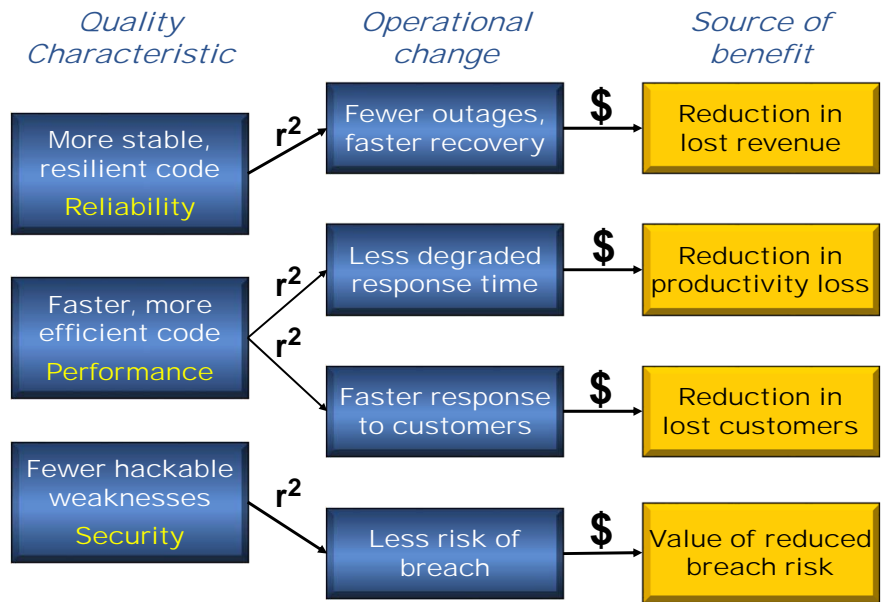 Quality
Characteristic
Operational
change
Source of
benefit
More stable,
resilient code
Reliability
r²
Fewer outages,
faster recovery
$
Reduction in
lost revenue
Faster, more
efficient code
Performance
r²
Less degraded
response time
$
Reduction in
productivity loss
r²
Faster response
to customers
$
Reduction in
lost customers
Fewer hackable
weaknesses
Security
r²
Less risk of
breach
$
Value of reduced
breach risk